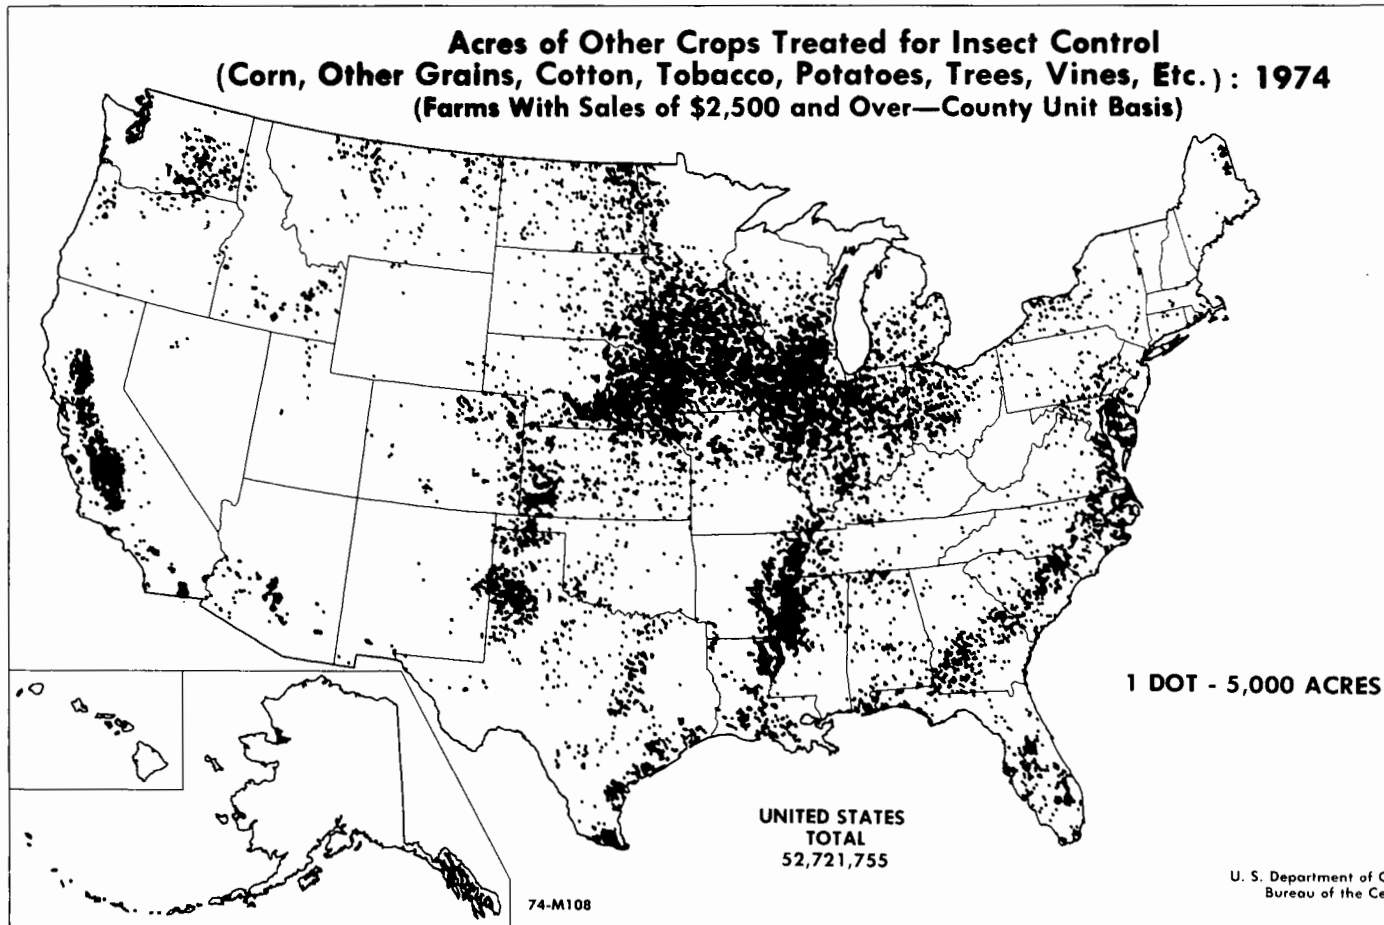 Acres of Other Crops Treated for Insect Control
(Corn, Other Grains, Cotton, Tobacco, Potatoes, Trees, Vines, Etc.): 1974
(Farms With Sales of $2,500 and Over—County Unit Basis)
1 DOT - 5,000 ACRES
UNITED STATES
TOTAL
52,721,755
U. S. Department of C
Bureau of the Ce
74-M108